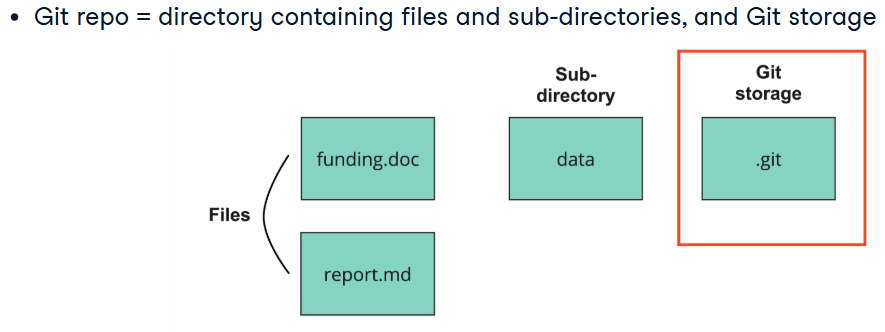 Git repo = directory containing files and sub-directories, and Git storage
Sub-
directory
Git
storage
funding.doc
data
.git
Files
report.md